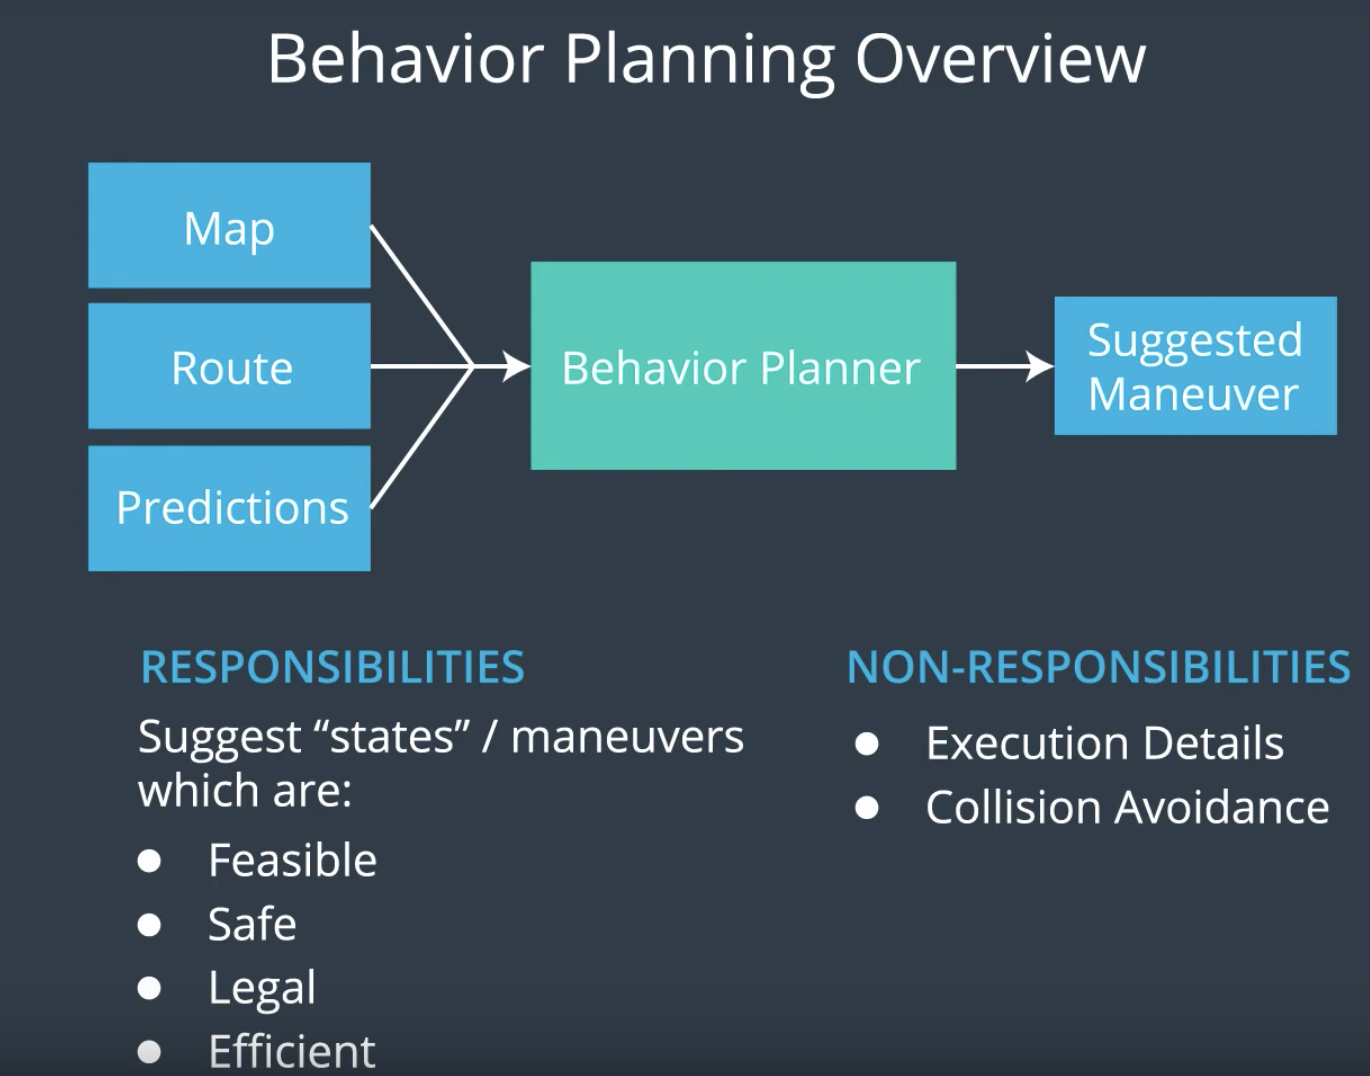 Behavior Planning Overview
Map
Route
Predictions
Behavior Planner
Suggested
Maneuver
RESPONSIBILITIES
Suggest “states” / maneuvers
which are:
● Feasible
● Safe
● Legal
● Efficient
NON-RESPONSIBILITIES
● Execution Details
● Collision Avoidance